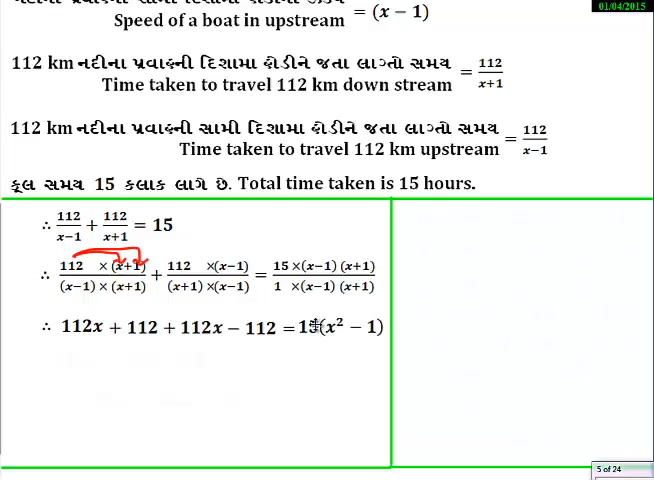 01/04/2015
Speed of a boat in upstream = (x − 1)
112 km નદીના પ્રવાહની દિશામા હોડીને જતા લાગ્તો સમય
Time taken to travel 112 km down stream = 112/(x+1)
112 km નદીના પ્રવાહની સામી દિશામા હોડીને જતા લાગ્તો સમય
Time taken to travel 112 km upstream = 112/(x−1)
કૂલ સમય 15 કલાક લાગે છે. Total time taken is 15 hours.
∴ 112/(x−1) + 112/(x+1) = 15
∴ 112 ×(x+1)/(x−1) × (x+1) + 112 ×(x−1)/(x+1) ×(x−1) = 15 ×(x−1) (x+1)/1 ×(x−1) (x+1)
∴ 112x + 112 + 112x − 112 = 15(x² − 1)
5 of 24